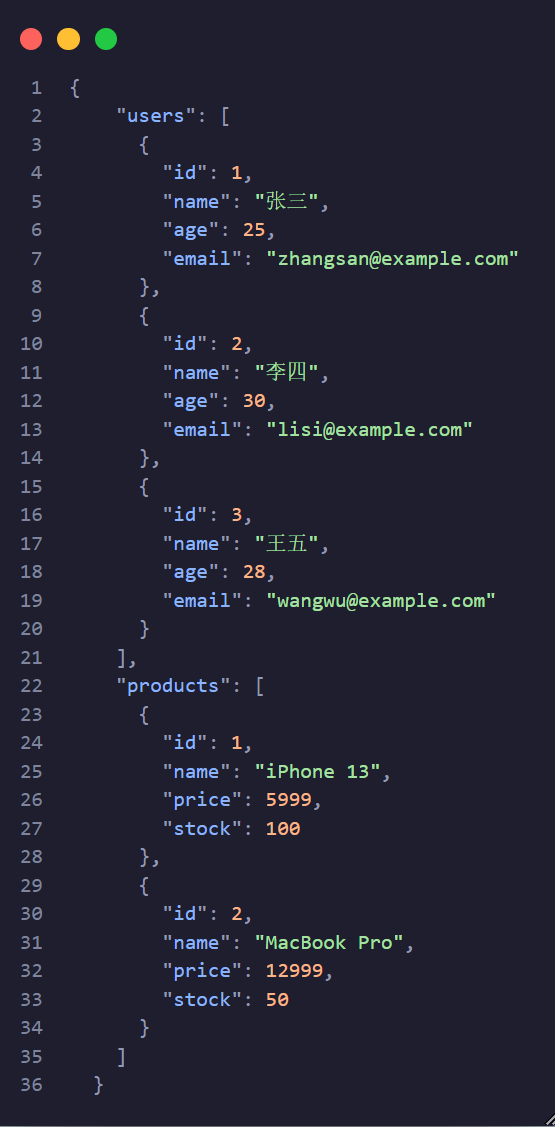 1 {
2     "users": [
3       {
4         "id": 1,
5         "name": "张三",
6         "age": 25,
7         "email": "zhangsan@example.com"
8       },
9       {
10         "id": 2,
11         "name": "李四",
12         "age": 30,
13         "email": "lisi@example.com"
14       },
15       {
16         "id": 3,
17         "name": "王五",
18         "age": 28,
19         "email": "wangwu@example.com"
20       }
21     ],
22     "products": [
23       {
24         "id": 1,
25         "name": "iPhone 13",
26         "price": 5999,
27         "stock": 100
28       },
29       {
30         "id": 2,
31         "name": "MacBook Pro",
32         "price": 12999,
33         "stock": 50
34       }
35     ]
36   }